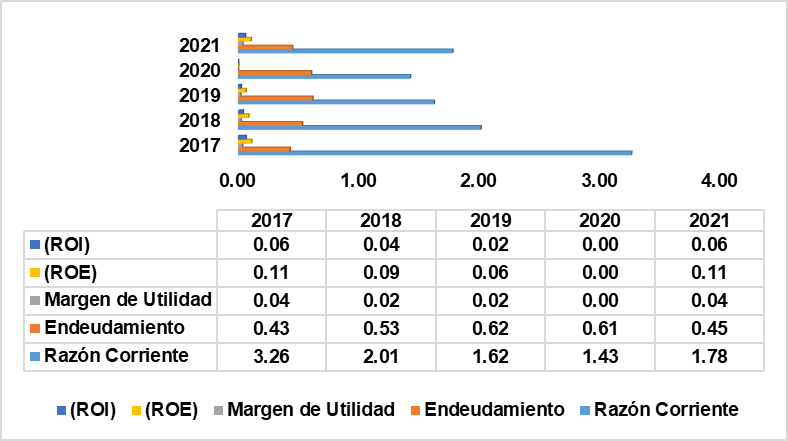 2021
2020
2019
2018
2017
0.00 1.00 2.00 3.00 4.00
2017 2018 2019 2020 2021
(ROI) 0.06 0.04 0.02 0.00 0.06
(ROE) 0.11 0.09 0.06 0.00 0.11
Margen de Utilidad 0.04 0.02 0.02 0.00 0.04
Endeudamiento 0.43 0.53 0.62 0.61 0.45
Razón Corriente 3.26 2.01 1.62 1.43 1.78
(ROI) (ROE) Margen de Utilidad Endeudamiento Razón Corriente